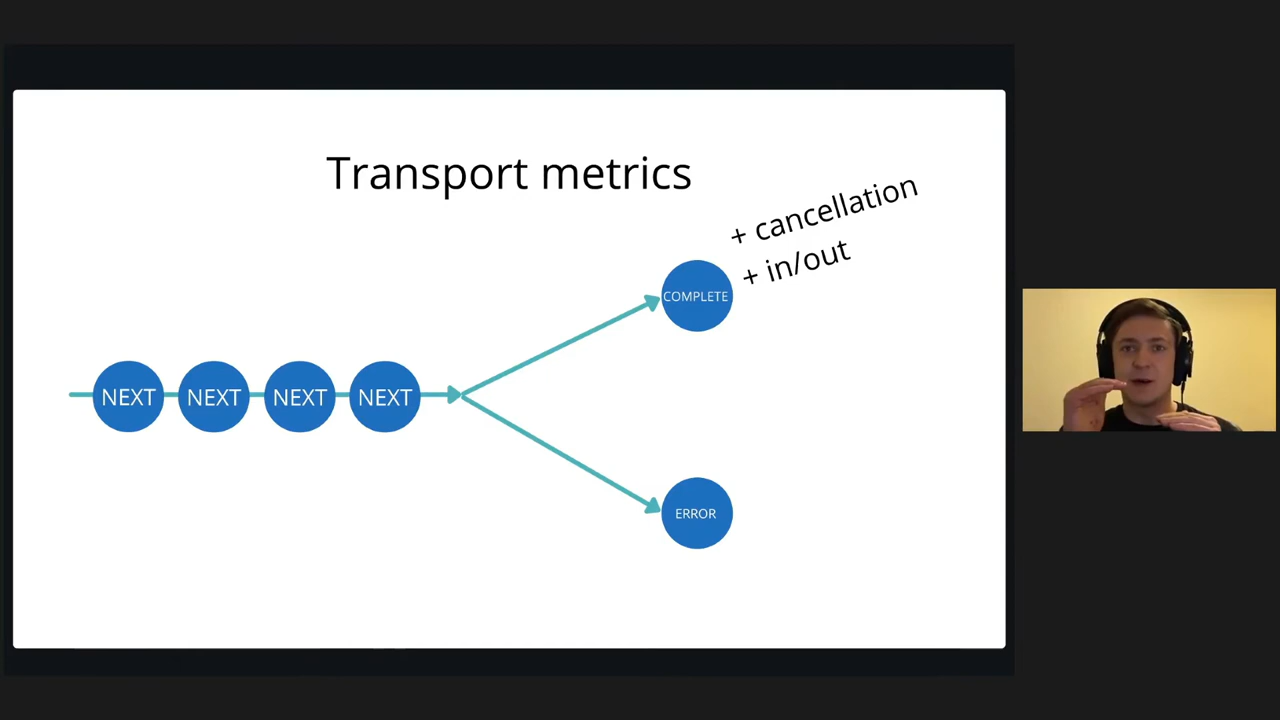 Transport metrics
+ cancellation
+ in/out
COMPLETE
NEXT NEXT NEXT NEXT
ERROR